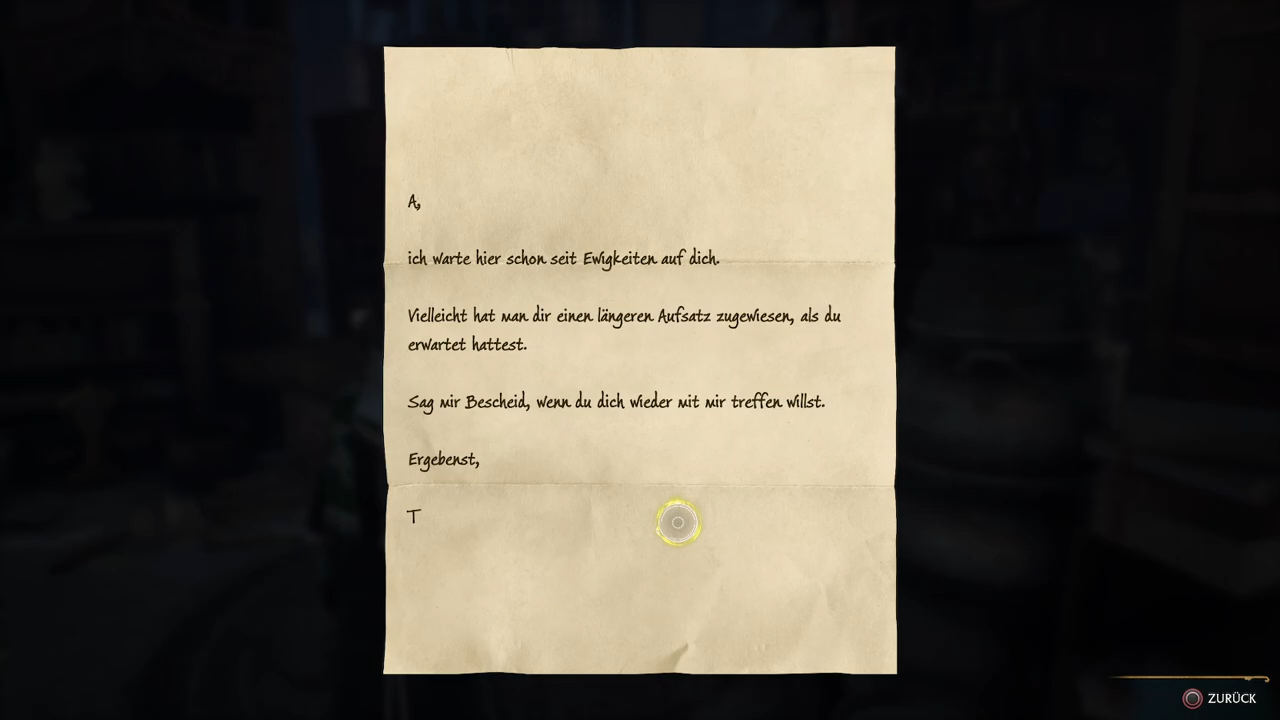 A,
ich warte hier schon seit Ewigkeiten auf dich.
Vielleicht hat man dir einen längeren Aufsatz zugewiesen, als du
erwartet hattest.
Sag mir Bescheid, wenn du dich wieder mit mir treffen willst.
Ergebenst,
T
ZURÜCK